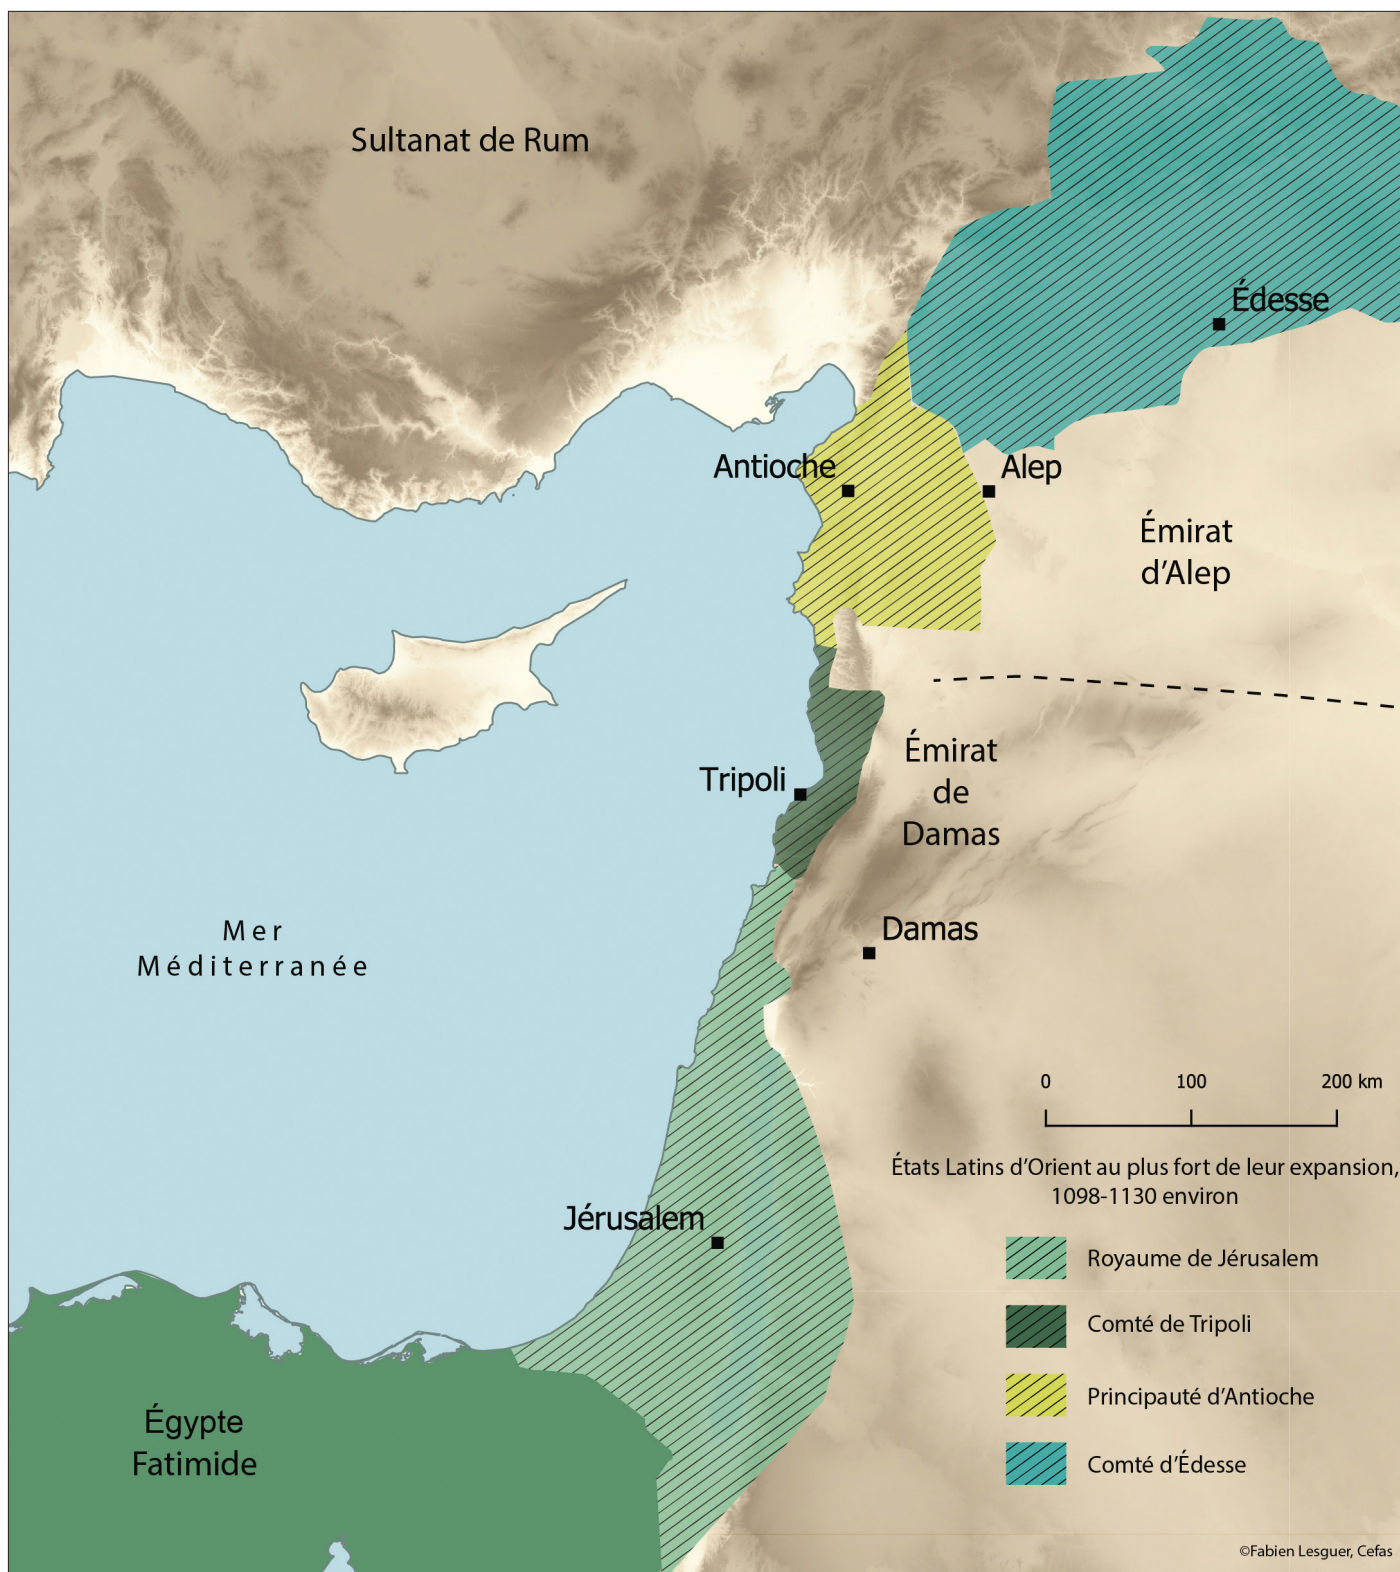 Sultanat de Rum
Édesse
Antioche
Alep
Émirat
d'Alep
Émirat
de
Damas
Tripoli
Damas
Mer
Méditerranée
0 100 200 km
États Latins d'Orient au plus fort de leur expansion,
1098-1130 environ
Jérusalem
Royaume de Jérusalem
Comté de Tripoli
Principauté d'Antioche
Comté d'Édesse
Égypte
Fatimide
©Fabien Lesguer, Cefas